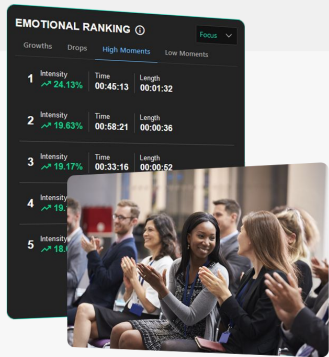 EMOTIONAL RANKING
Focus
Growths Drops High Moments Low Moments
1 Intensity 24.13% Time 00:45:13 Length 00:01:32
2 Intensity 19.63% Time 00:58:21 Length 00:00:36
3 Intensity 19.17% Time 00:33:16 Length 00:00:52
4 Intensity
5 Intensity